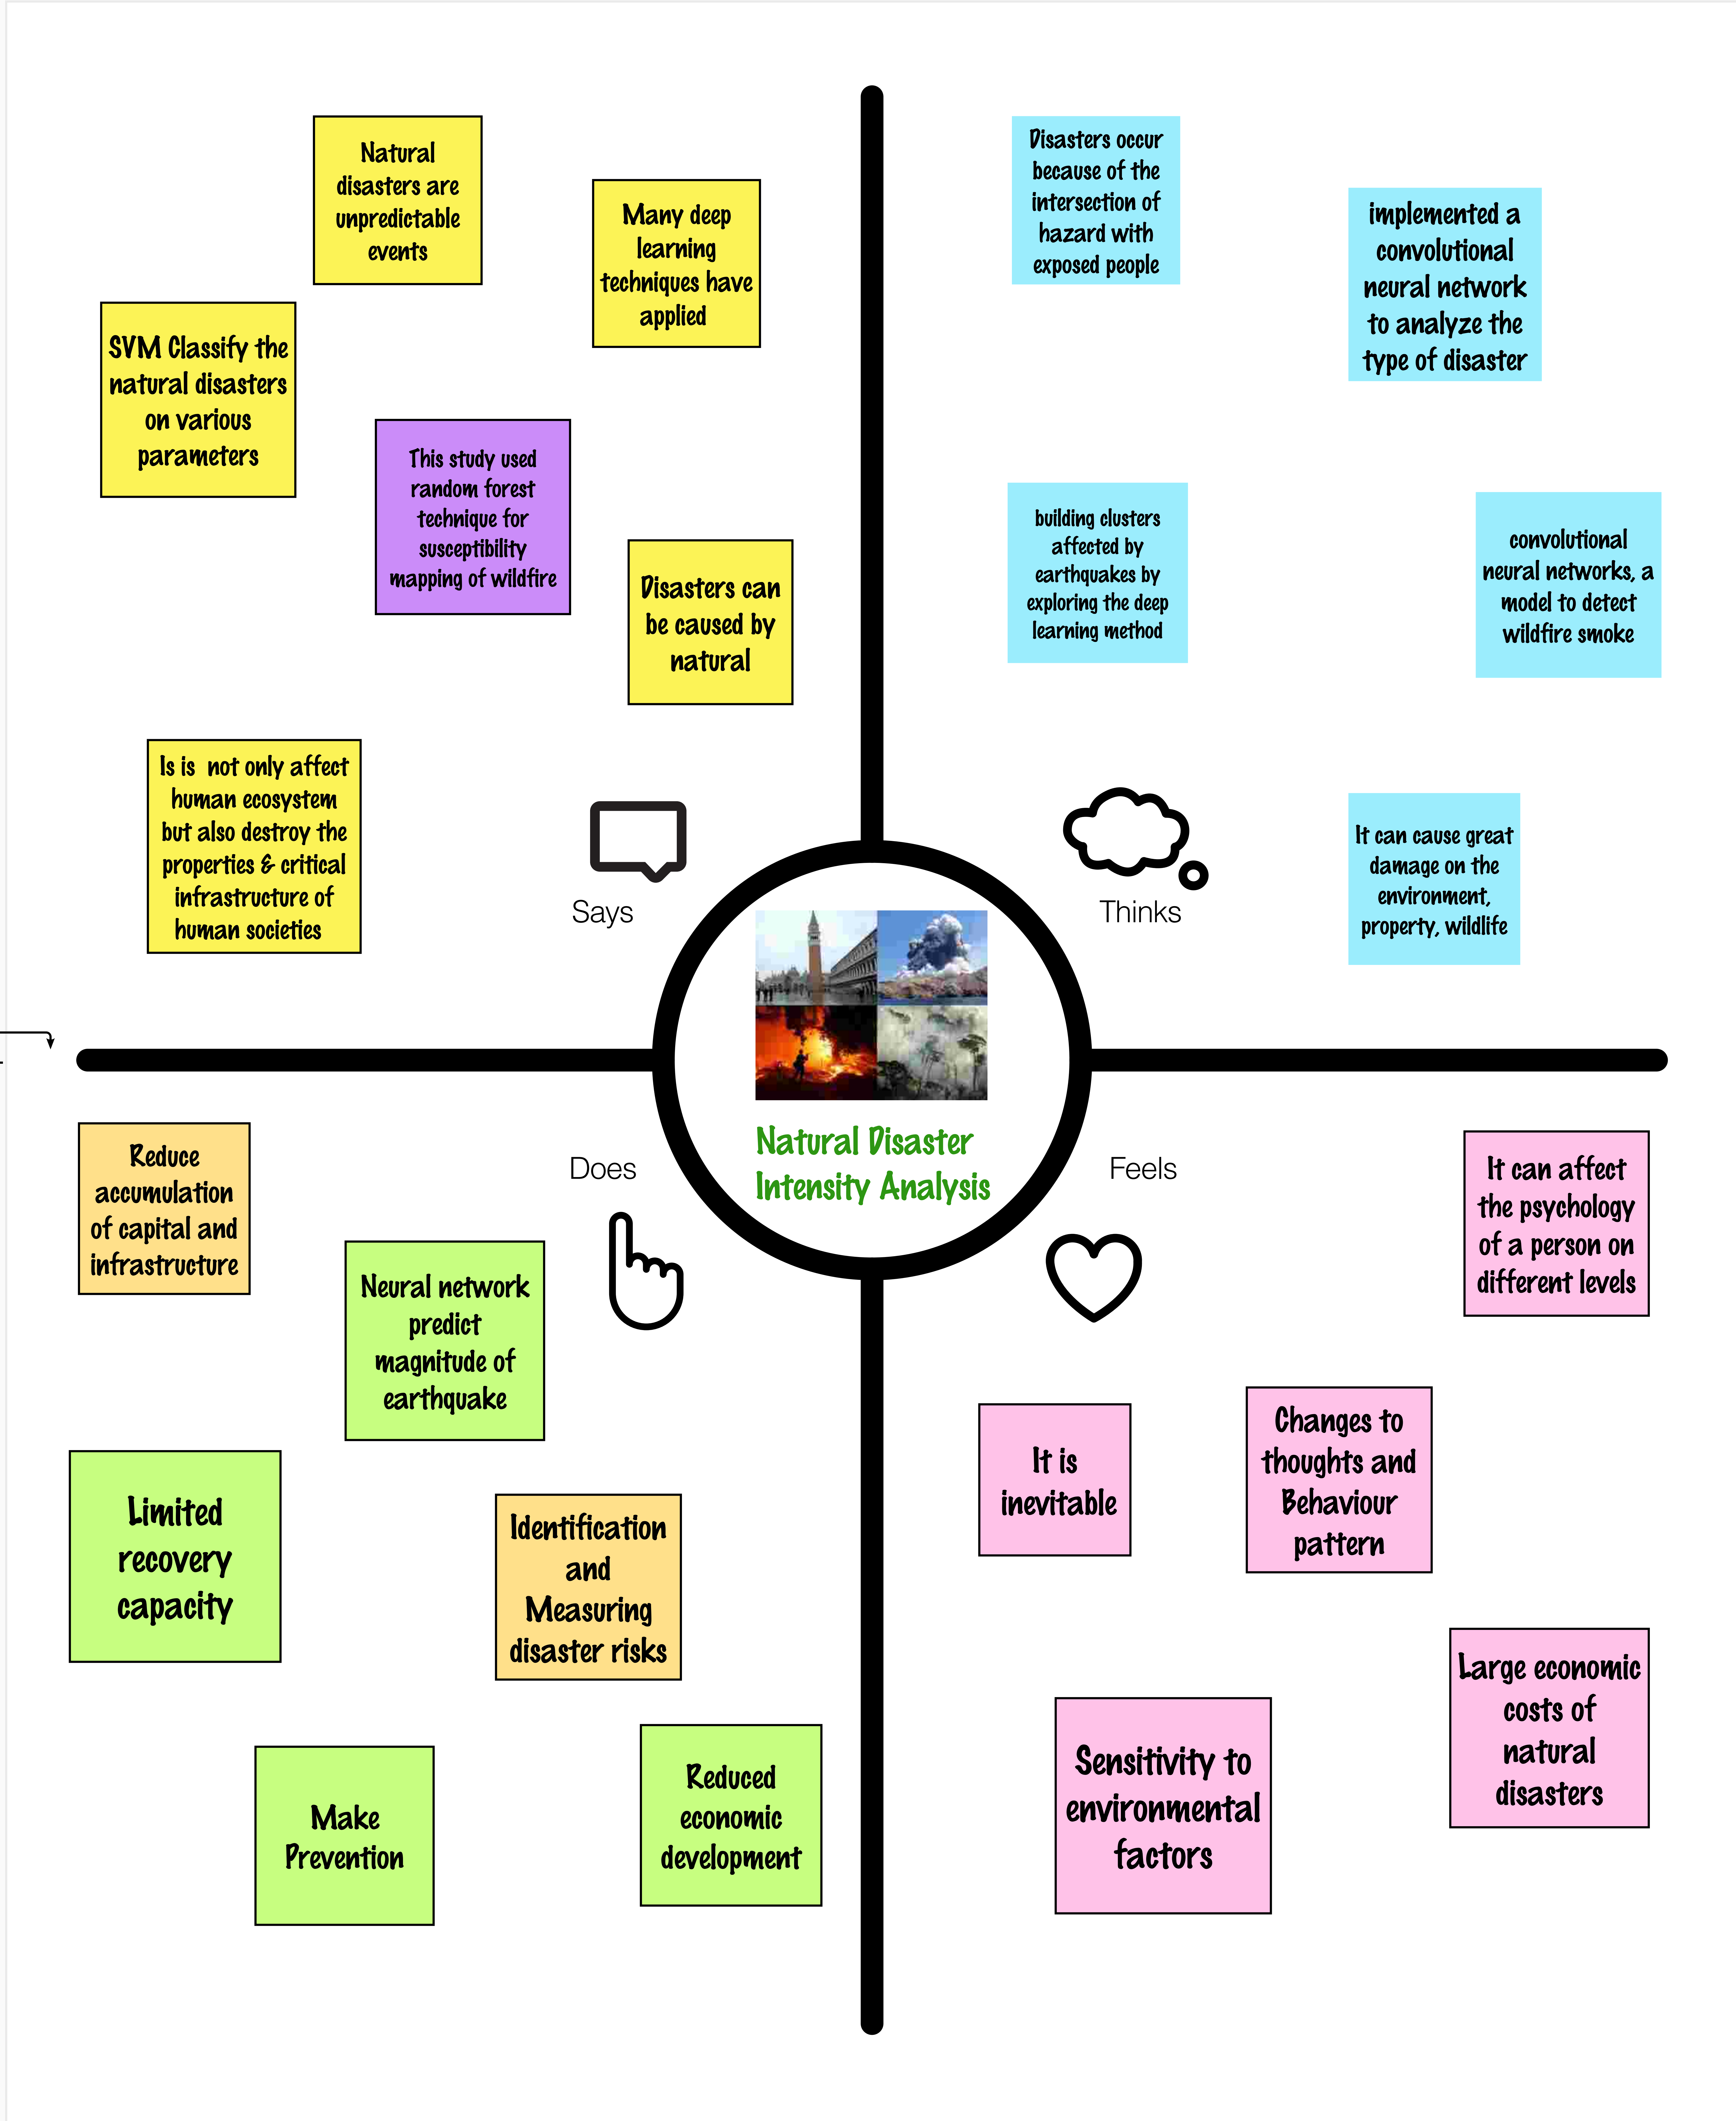 Natural
disasters are
unpredictable
events
Many deep
learning
techniques have
applied
SVM Classify the
natural disasters
on various
parameters
This study used
random forest
technique for
susceptibility
mapping of wildfire
Disasters can
be caused by
natural
Is is  not only affect
human ecosystem
but also destroy the
properties & critical
infrastructure of
human societies
Says
Disasters occur
because of the
intersection of
hazard with
exposed people
implemented a
convolutional
neural network
to analyze the
type of disaster
building clusters
affected by
earthquakes by
exploring the deep
learning method
convolutional
neural networks, a
model to detect
wildfire smoke
It can cause great
damage on the
environment,
property, wildlife
Thinks
Natural Disaster
Intensity Analysis
Does
Reduce
accumulation
of capital and
infrastructure
Neural network
predict
magnitude of
earthquake
Limited
recovery
capacity
Identification
and
Measuring
disaster risks
Make
Prevention
Reduced
economic
development
Feels
It can affect
the psychology
of a person on
different levels
It is
inevitable
Changes to
thoughts and
Behaviour
pattern
Large economic
costs of
natural
disasters
Sensitivity to
environmental
factors